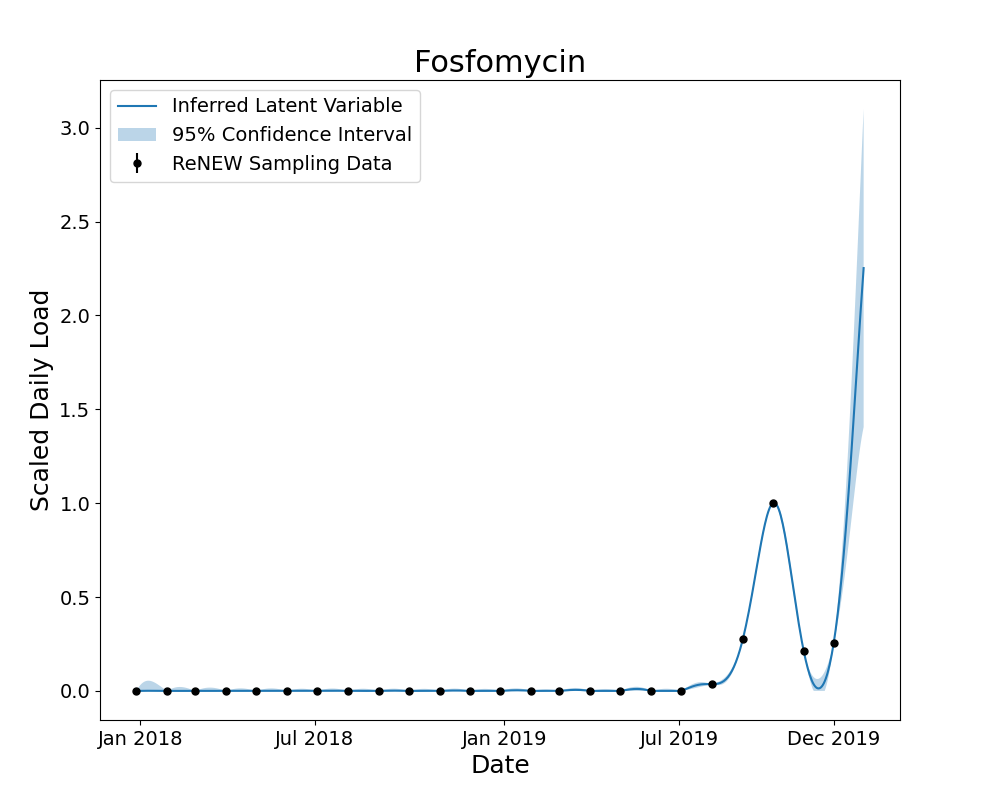 Fosfomycin
Inferred Latent Variable
95% Confidence Interval
ReNEW Sampling Data
Scaled Daily Load
3.0
2.5
2.0
1.5
1.0
0.5
0.0
Jan 2018 Jul 2018 Jan 2019 Jul 2019 Dec 2019
Date